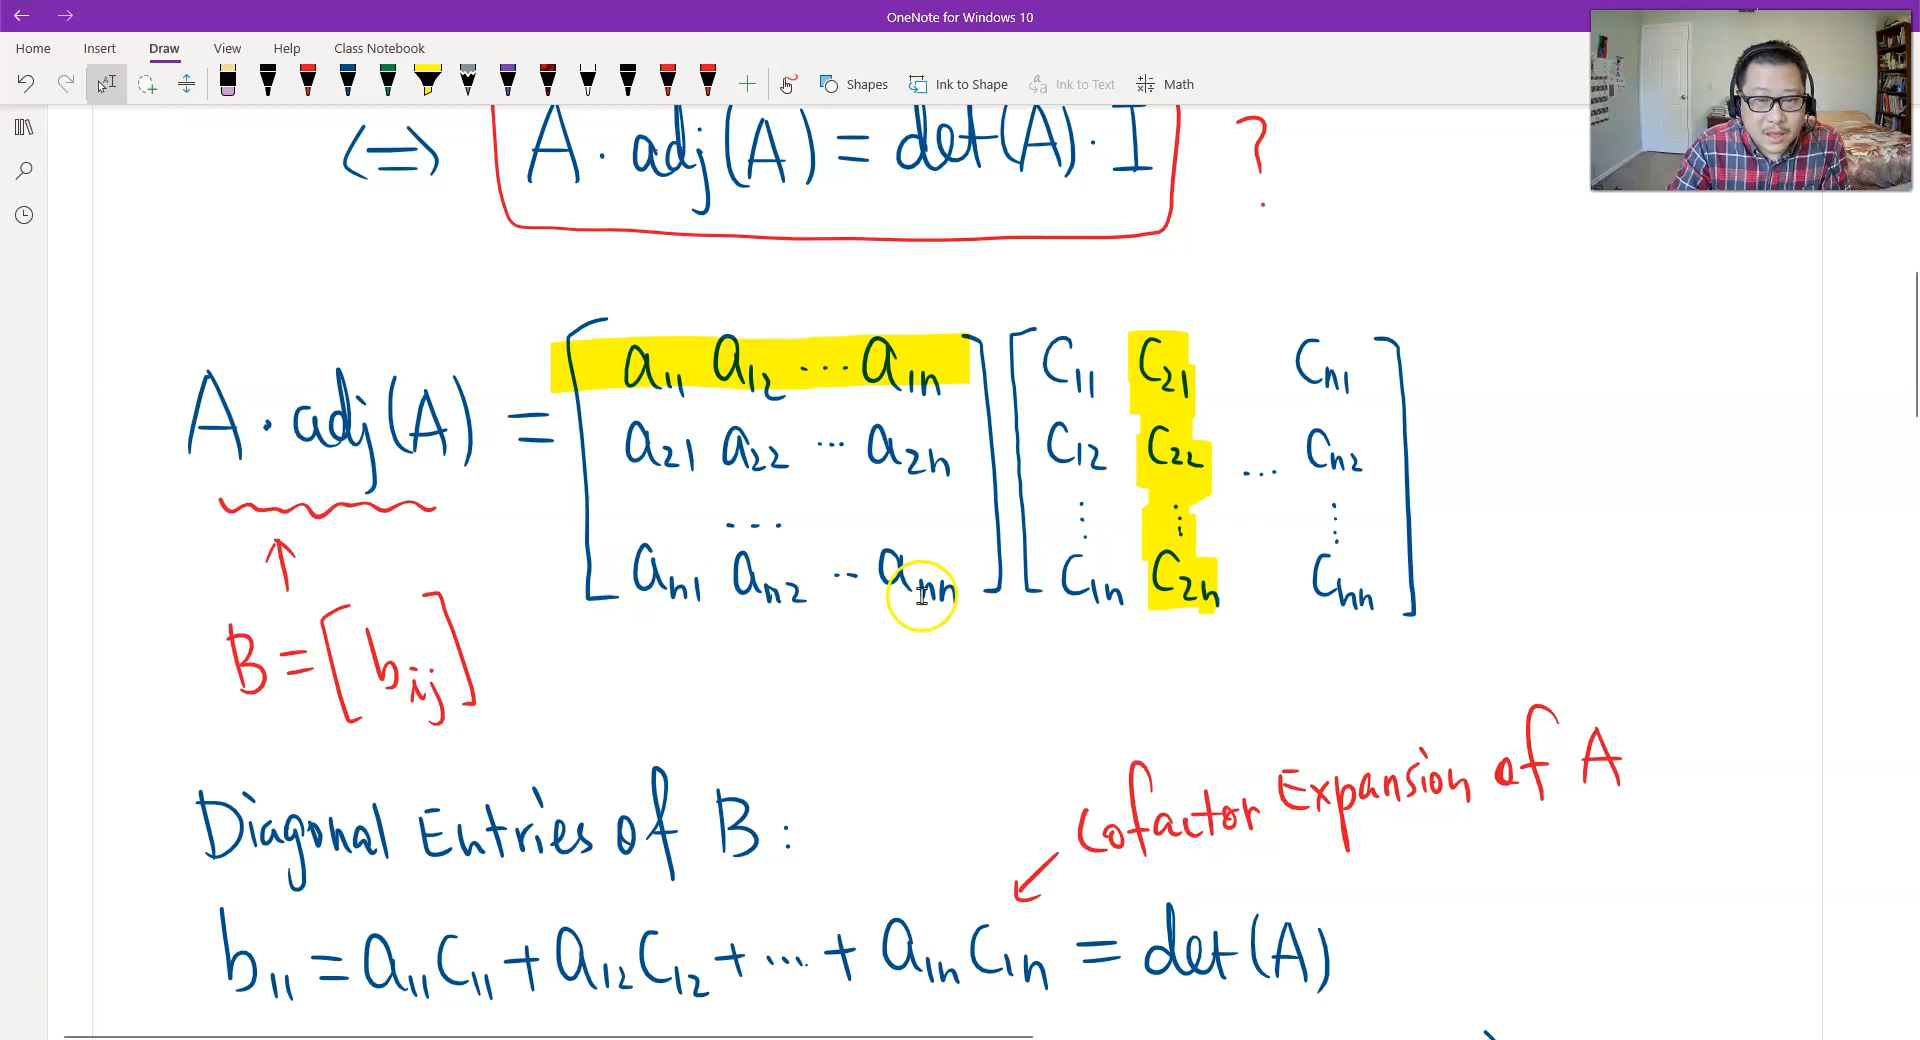 OneNote for Windows 10
Home Insert Draw View Help Class Notebook
Shapes Ink to Shape Ink to Text Math
<=> A · adj(A) = det(A) · I ?
A · adj(A) = [ a11 a12 ... a1n ] [ C11 C21 Cn1 ]
a21 a22 ... a2n C12 C22 ... Cn2
... ⋮ ⋮ ⋮
an1 an2 .. ann C1n C2n Cnn
B = [bij]
Cofactor Expansion of A
Diagonal Entries of B :
b11 = a11C11 + a12C12 + ... + a1nC1n = det(A)